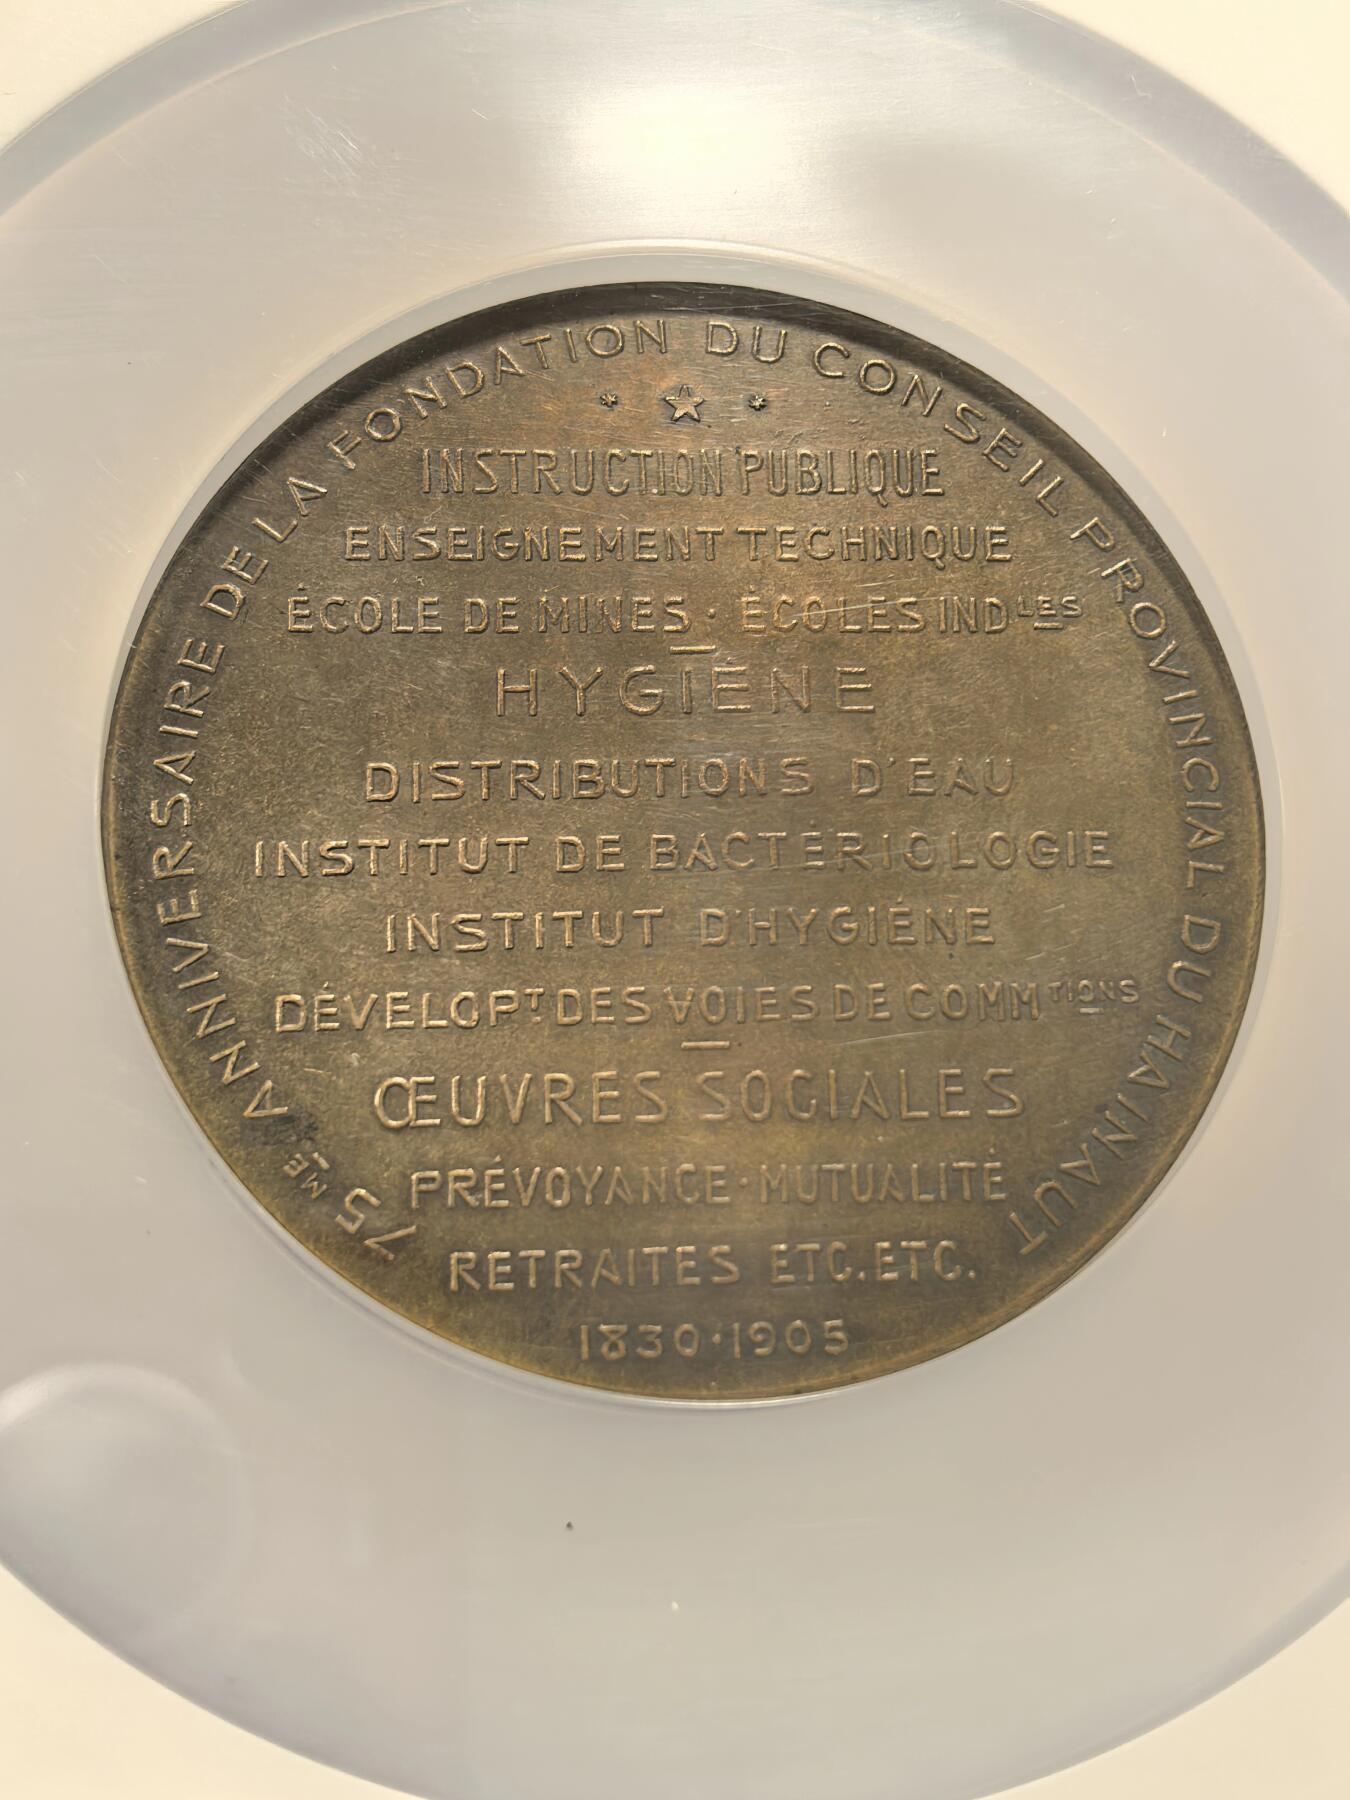 75ME ANNIVERSAIRE DE LA FONDATION DU CONSEIL PROVINCIAL DU HAINAUT
INSTRUCTION PUBLIQUE
ENSEIGNEMENT TECHNIQUE
ÉCOLE DE MINES · ÉCOLES INDLES
HYGIÈNE
DISTRIBUTIONS D'EAU
INSTITUT DE BACTÉRIOLOGIE
INSTITUT D'HYGIÈNE
DÉVELOPT DES VOIES DE COMMTIONS
ŒUVRES SOCIALES
PRÉVOYANCE · MUTUALITÉ
RETRAITES ETC. ETC.
1830 · 1905